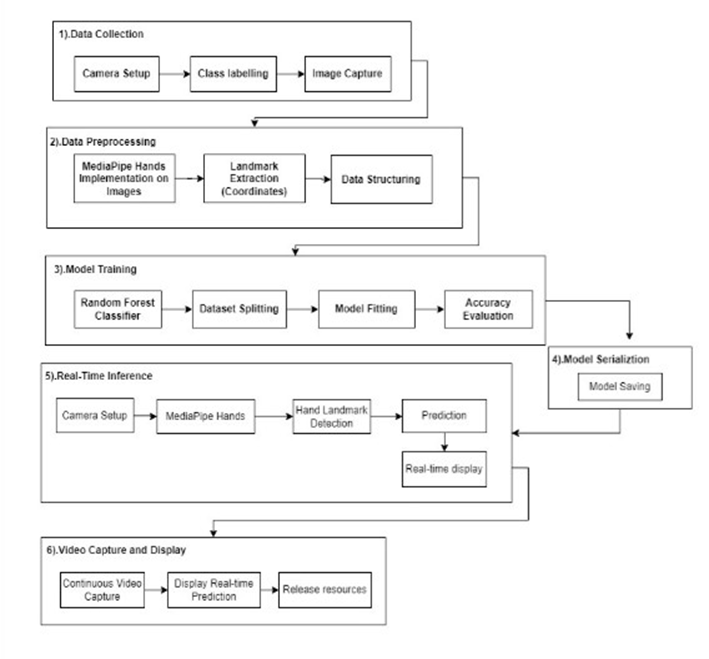 1).Data Collection
Camera Setup
Class labelling
Image Capture
2).Data Preprocessing
MediaPipe Hands
Implementation on
Images
Landmark
Extraction
(Coordinates)
Data Structuring
3).Model Training
Random Forest
Classifier
Dataset Splitting
Model Fitting
Accuracy
Evaluation
4).Model Serializtion
Model Saving
5).Real-Time Inference
Camera Setup
MediaPipe Hands
Hand Landmark
Detection
Prediction
Real-time display
6).Video Capture and Display
Continuous Video
Capture
Display Real-time
Prediction
Release resources